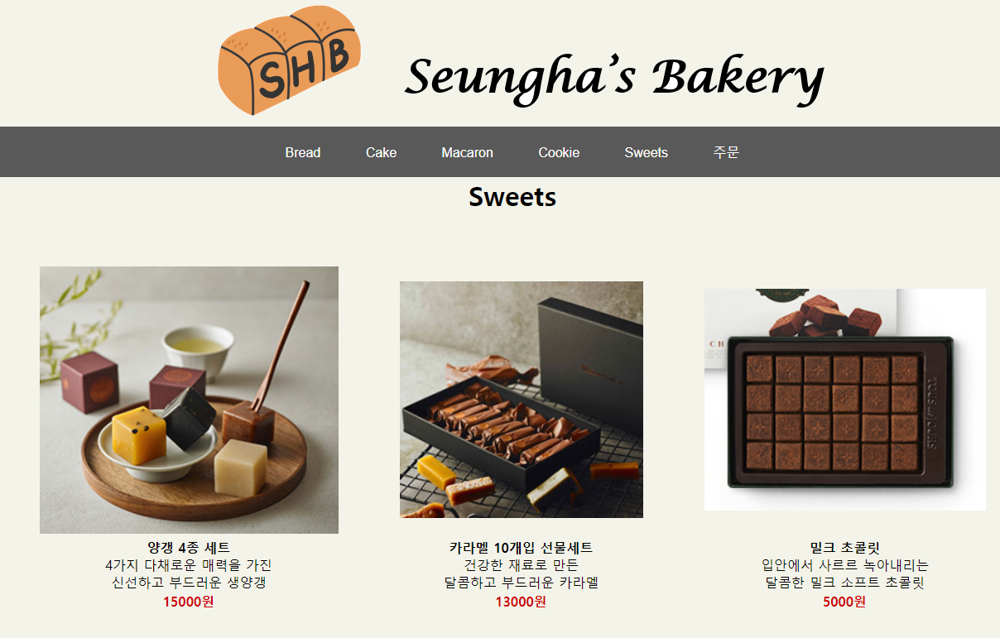 SHB
Seungha’s Bakery
Bread Cake Macaron Cookie Sweets 주문
Sweets
양갱 4종 세트
4가지 다채로운 매력을 가진
신선하고 부드러운 생양갱
15000원
카라멜 10개입 선물세트
건강한 재료로 만든
달콤하고 부드러운 카라멜
13000원
밀크 초콜릿
입안에서 사르르 녹아내리는
달콤한 밀크 소프트 초콜릿
5000원